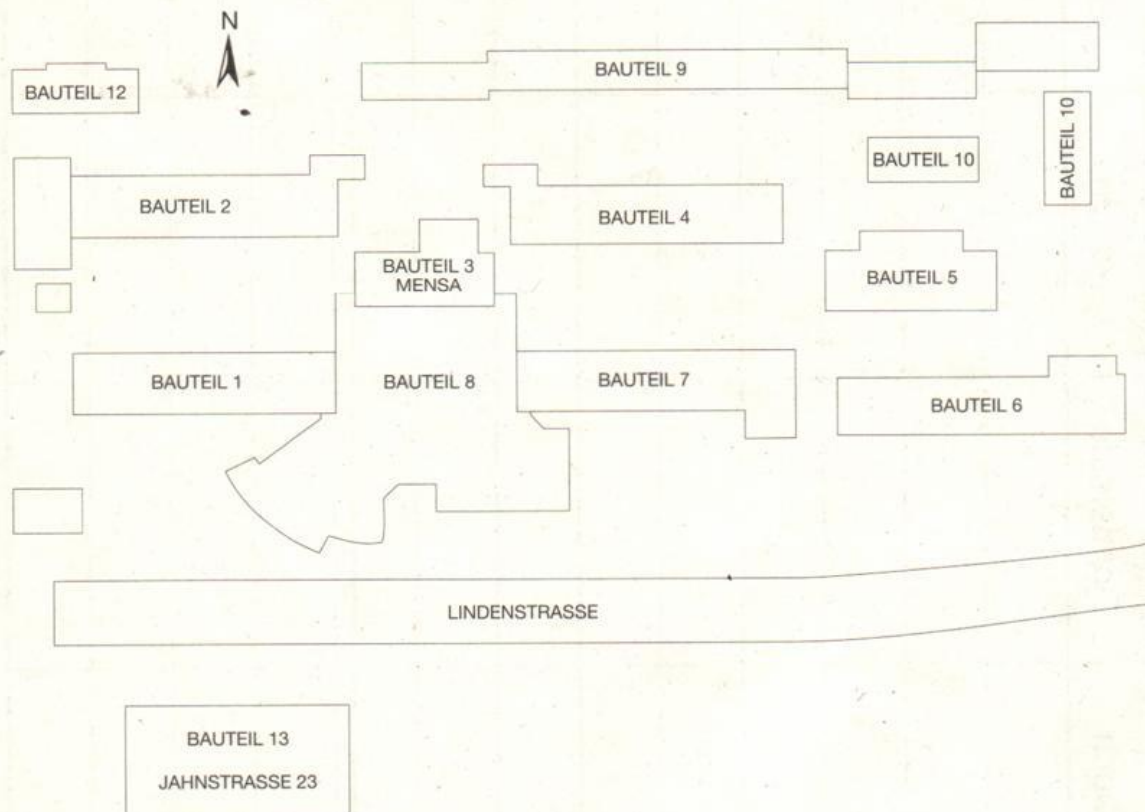 N
BAUTEIL 9
BAUTEIL 12
BAUTEIL 10
BAUTEIL 10
BAUTEIL 2
BAUTEIL 4
BAUTEIL 3
MENSA
BAUTEIL 5
BAUTEIL 1
BAUTEIL 8
BAUTEIL 7
BAUTEIL 6
LINDENSTRASSE
BAUTEIL 13
JAHNSTRASSE 23